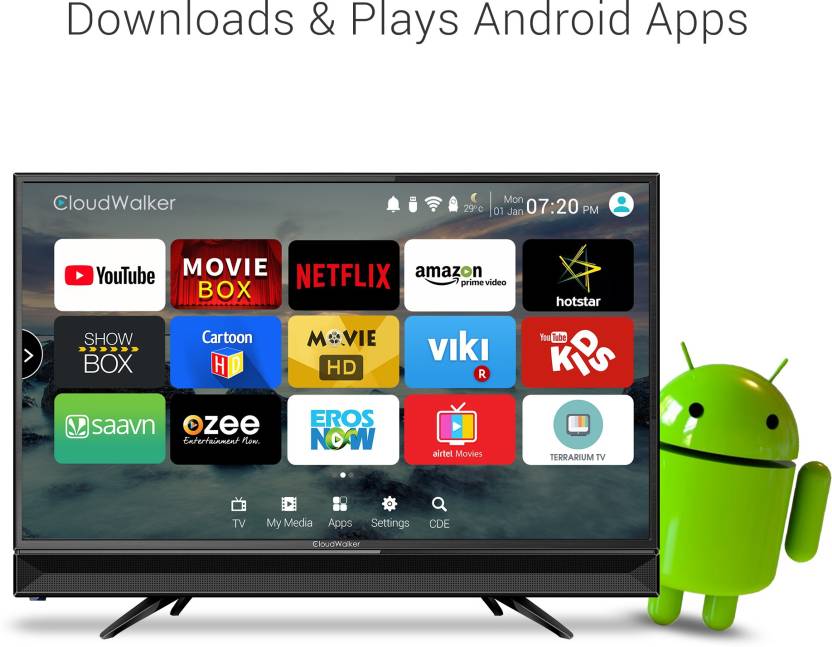 Downloads & Plays Android Apps
CloudWalker
29°c
Mon
01 Jan
07:20 PM
YouTube
MOVIE
BOX
NETFLIX
amazon
prime video
hotstar
SHOW
BOX
Cartoon
HD
MOVIE
HD
VIKI
R
YouTube
KIDS
saavn
ozee
Entertainment Now.
EROS
NOW
airtel Movies
TERRARIUM TV
TV
My Media
Apps
Settings
CDE
CloudWalker